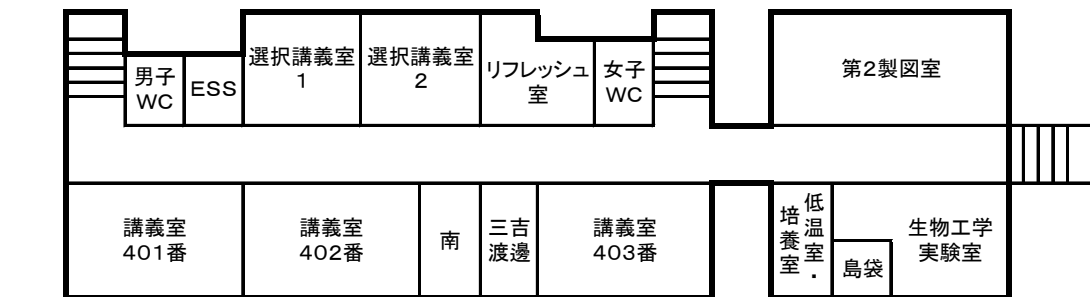 男子
WC
ESS
選択講義室
1
選択講義室
2
リフレッシュ
室
女子
WC
第2製図室
講義室
401番
講義室
402番
南
三吉
渡邊
講義室
403番
低温室・
培養室
島袋
生物工学
実験室